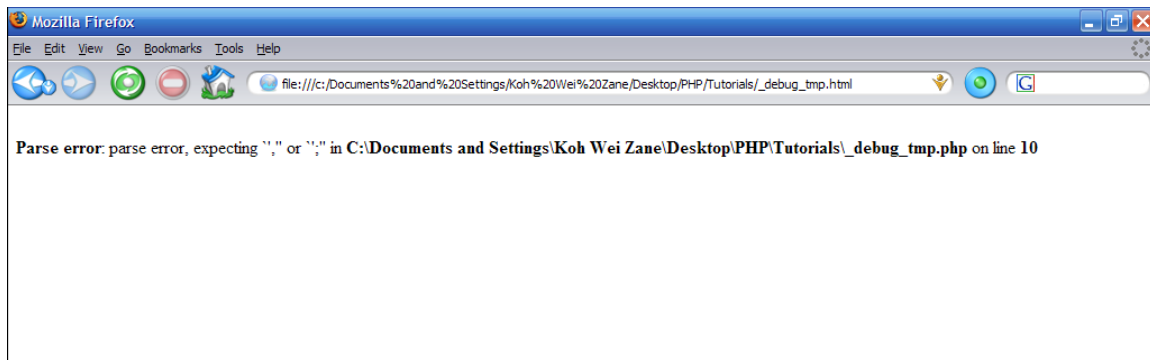 Mozilla Firefox
File Edit View Go Bookmarks Tools Help
file:///c:/Documents%20and%20Settings/Koh%20Wei%20Zane/Desktop/PHP/Tutorials/_debug_tmp.html G
Parse error: parse error, expecting `','' or `';'' in C:\Documents and Settings\Koh Wei Zane\Desktop\PHP\Tutorials\_debug_tmp.php on line 10